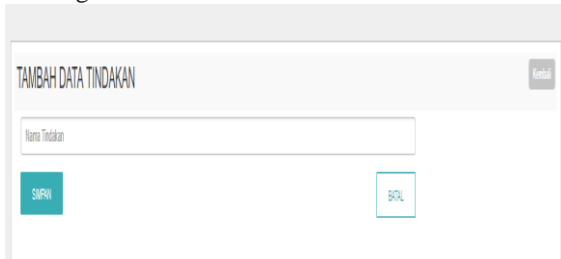 TAMBAH DATA TINDAKAN
Kembali
Nama Tindakan
SIMPAN
BATAL